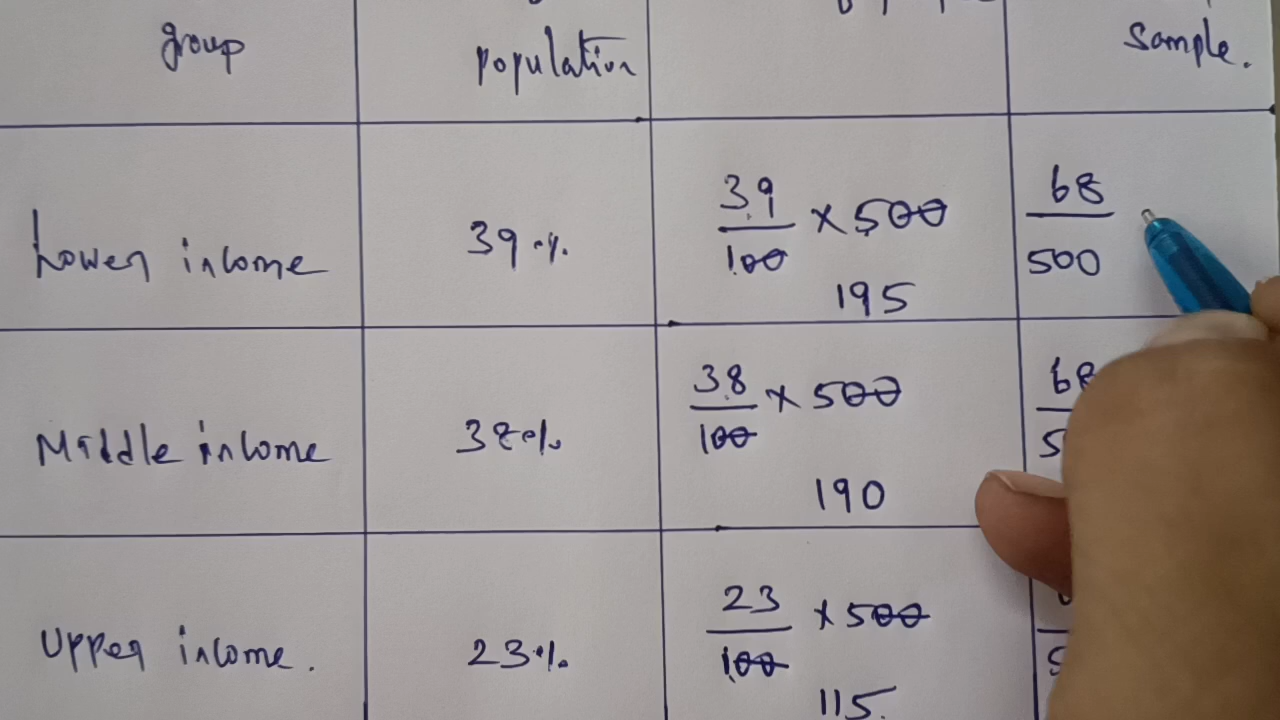 group
population
sample.
Lower income
39%
39/100 × 500
195
68/500
Middle income
38%
38/100 × 500
190
68
Upper income.
23%
23/100 × 500
115.